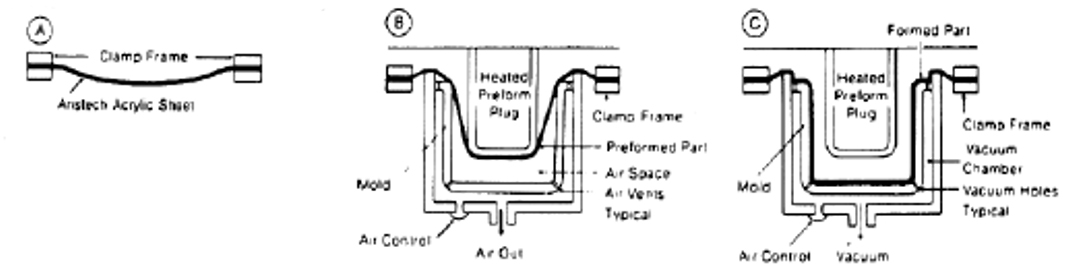 A
Clamp Frame
Aristech Acrylic Sheet
B
Heated
Preform
Plug
Clamp Frame
Preformed Part
Air Space
Air Vents
Typical
Mold
Air Control
Air Out
C
Formed Part
Heated
Preform
Plug
Clamp Frame
Vacuum
Chamber
Vacuum Holes
Typical
Mold
Air Control
Vacuum